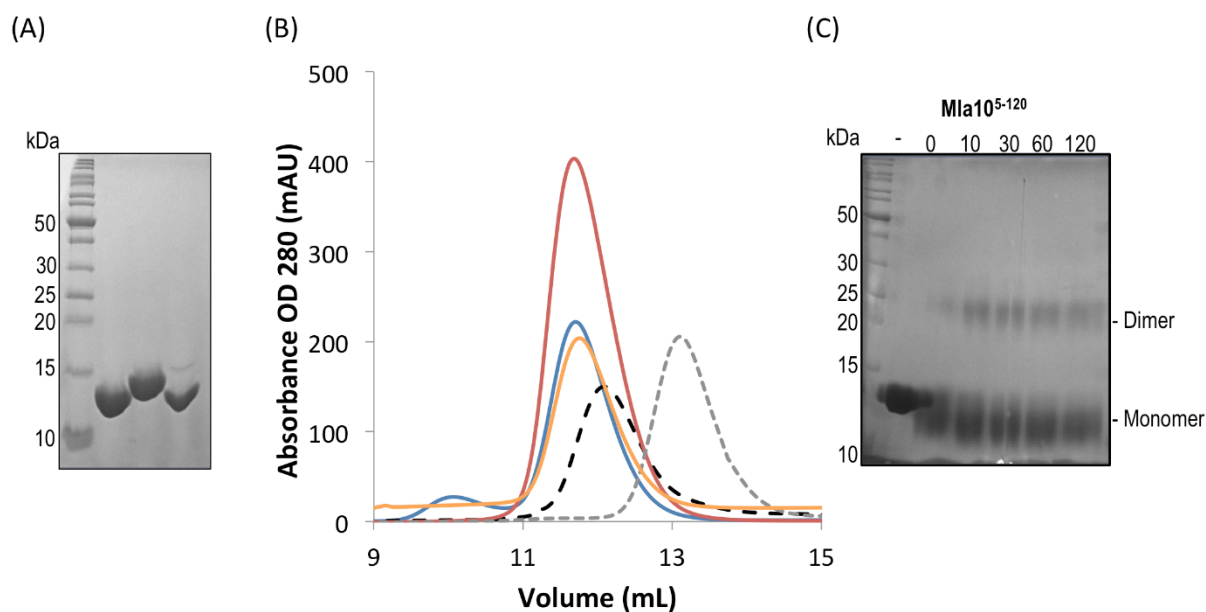 (A)
kDa
50
30
25
20
15
10
(B)
500
400
300
200
100
0
Absorbance OD 280 (mAU)
9 11 13 15
Volume (mL)
(C)
Mla10⁵⁻¹²⁰
kDa
- 0 10 30 60 120
50
30
25
20
15
10
- Dimer
- Monomer